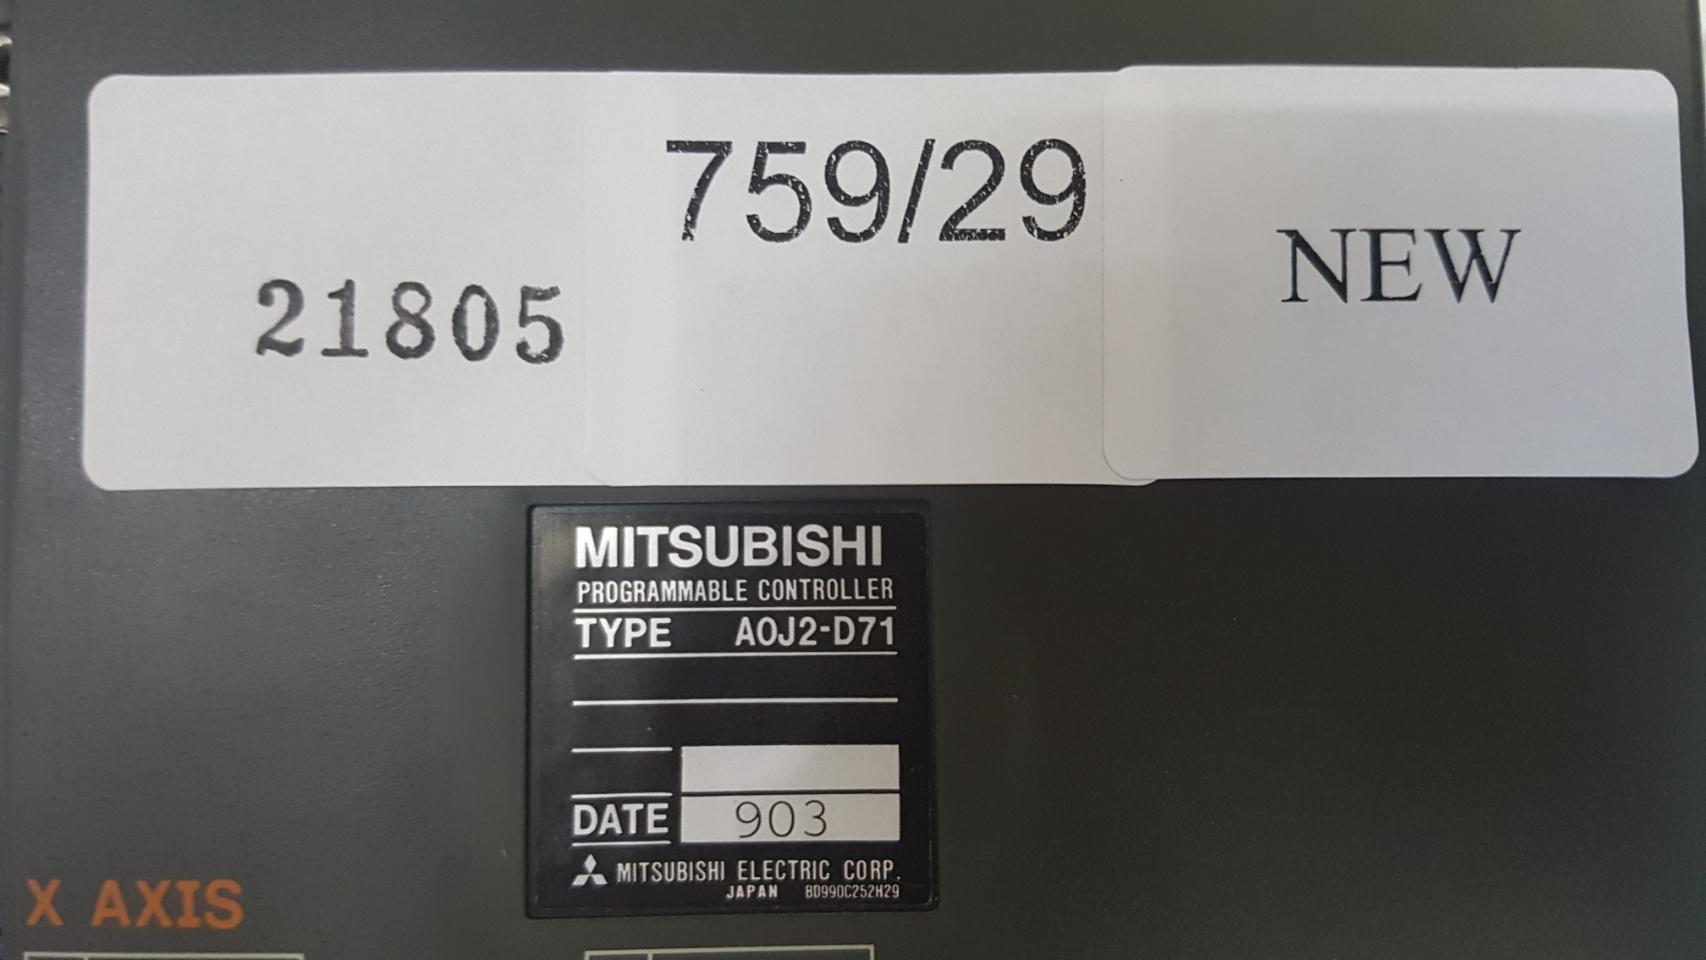 759/29
NEW
21805
MITSUBISHI
PROGRAMMABLE CONTROLLER
TYPE A0J2-D71
DATE 903
MITSUBISHI ELECTRIC CORP.
JAPAN BD990C252H29
X AXIS